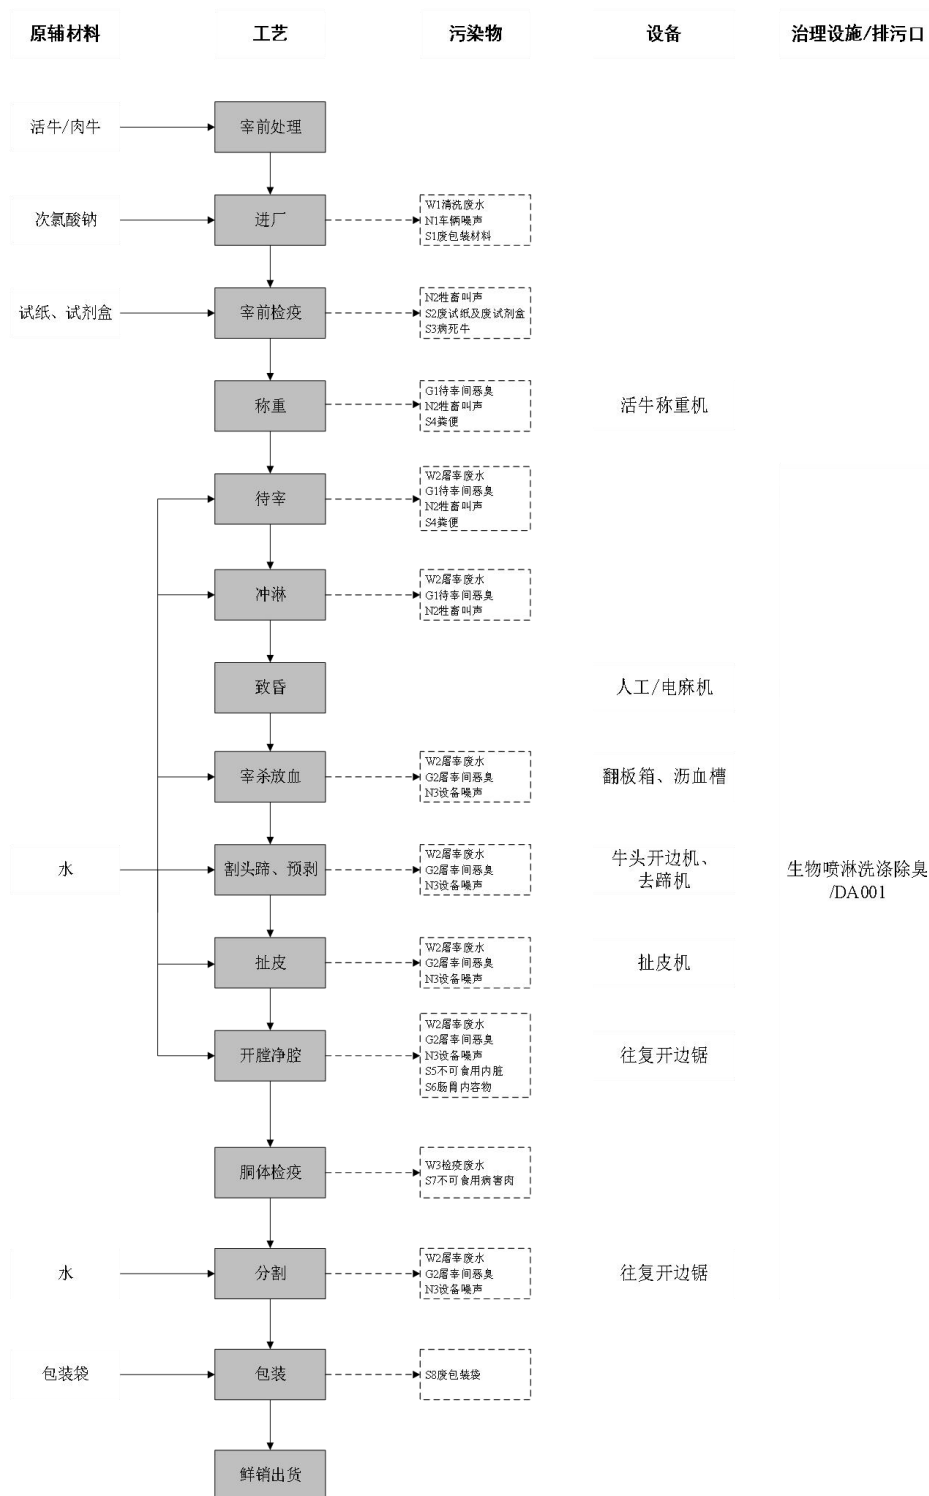 原辅材料 工艺 污染物 设备 治理设施/排污口
活牛/肉牛 宰前处理
次氯酸钠 进厂
W1清洗废水
N1车辆噪声
S1废包装材料
试纸、试剂盒 宰前检疫
N2牲畜叫声
S2废试纸及废试剂盒
S3病死牛
称重
G1待宰间恶臭
N2牲畜叫声
S4粪便
活牛称重机
待宰
W2屠宰废水
G1待宰间恶臭
N2牲畜叫声
S4粪便
冲淋
W2屠宰废水
G1待宰间恶臭
N2牲畜叫声
致昏 人工/电麻机
宰杀放血
W2屠宰废水
G2屠宰间恶臭
N3设备噪声
翻板箱、沥血槽
水 割头蹄、预剥
W2屠宰废水
G2屠宰间恶臭
N3设备噪声
牛头开边机、
去蹄机
生物喷淋洗涤除臭
/DA001
扯皮
W2屠宰废水
G2屠宰间恶臭
N3设备噪声
扯皮机
开膛净腔
W2屠宰废水
G2屠宰间恶臭
N3设备噪声
S5不可食用内脏
S6肠胃内容物
往复开边锯
胴体检疫
W3检疫废水
S7不可食用病害肉
水 分割
W2屠宰废水
G2屠宰间恶臭
N3设备噪声
往复开边锯
包装袋 包装
S8废包装袋
鲜销出货